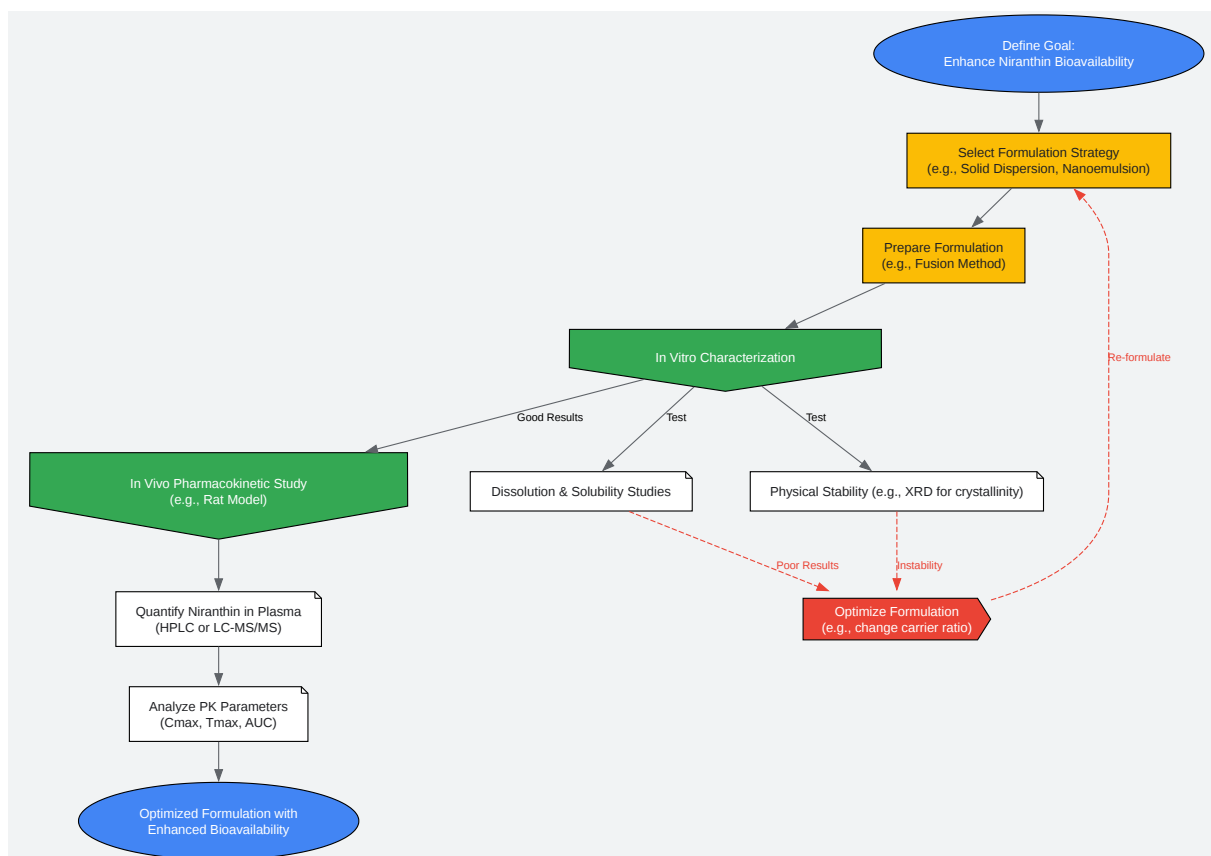 Define Goal:
Enhance Niranthin Bioavailability
Select Formulation Strategy
(e.g., Solid Dispersion, Nanoemulsion)
Prepare Formulation
(e.g., Fusion Method)
Re-formulate
In Vitro Characterization
Good Results
Test
Test
In Vivo Pharmacokinetic Study
(e.g., Rat Model)
Dissolution & Solubility Studies
Physical Stability (e.g., XRD for crystallinity)
Poor Results
Instability
Quantify Niranthin in Plasma
(HPLC or LC-MS/MS)
Optimize Formulation
(e.g., change carrier ratio)
Analyze PK Parameters
(Cmax, Tmax, AUC)
Optimized Formulation with
Enhanced Bioavailability